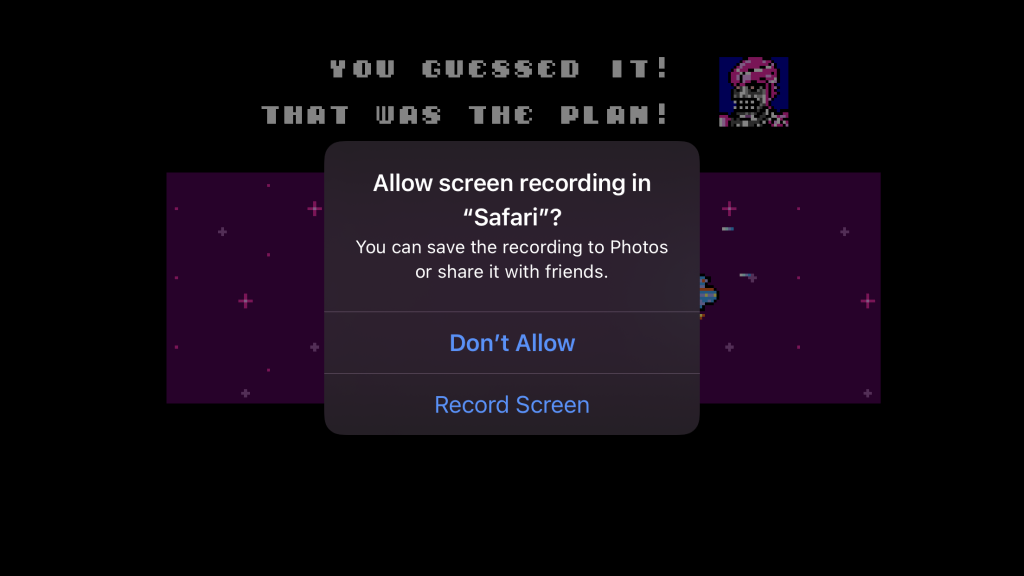 YOU GUESSED IT!
THAT WAS THE PLAN!
Allow screen recording in
“Safari”?
You can save the recording to Photos
or share it with friends.
Don’t Allow
Record Screen